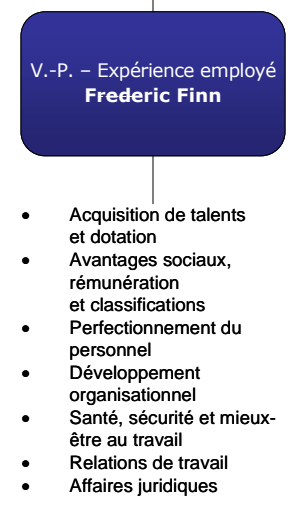 V.-P. – Expérience employé
Frederic Finn
• Acquisition de talents
et dotation
• Avantages sociaux,
rémunération
et classifications
• Perfectionnement du
personnel
• Développement
organisationnel
• Santé, sécurité et mieux-
être au travail
• Relations de travail
• Affaires juridiques